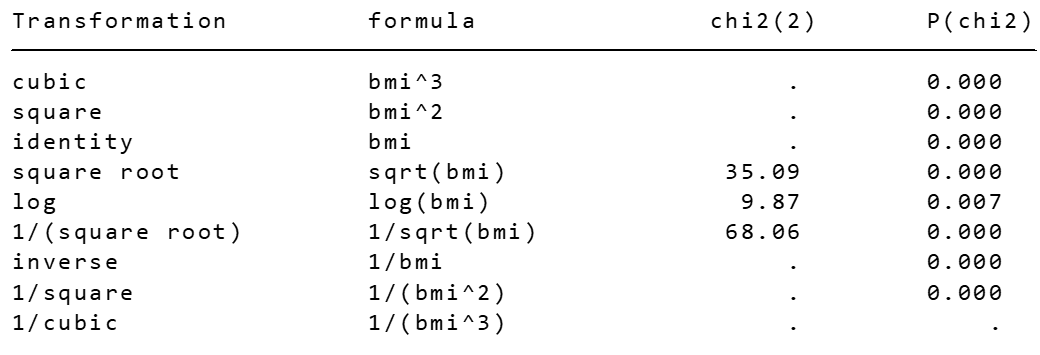 Transformation formula chi2(2) P(chi2)
cubic bmi^3 . 0.000
square bmi^2 . 0.000
identity bmi . 0.000
square root sqrt(bmi) 35.09 0.000
log log(bmi) 9.87 0.007
1/(square root) 1/sqrt(bmi) 68.06 0.000
inverse 1/bmi . 0.000
1/square 1/(bmi^2) . 0.000
1/cubic 1/(bmi^3) . .